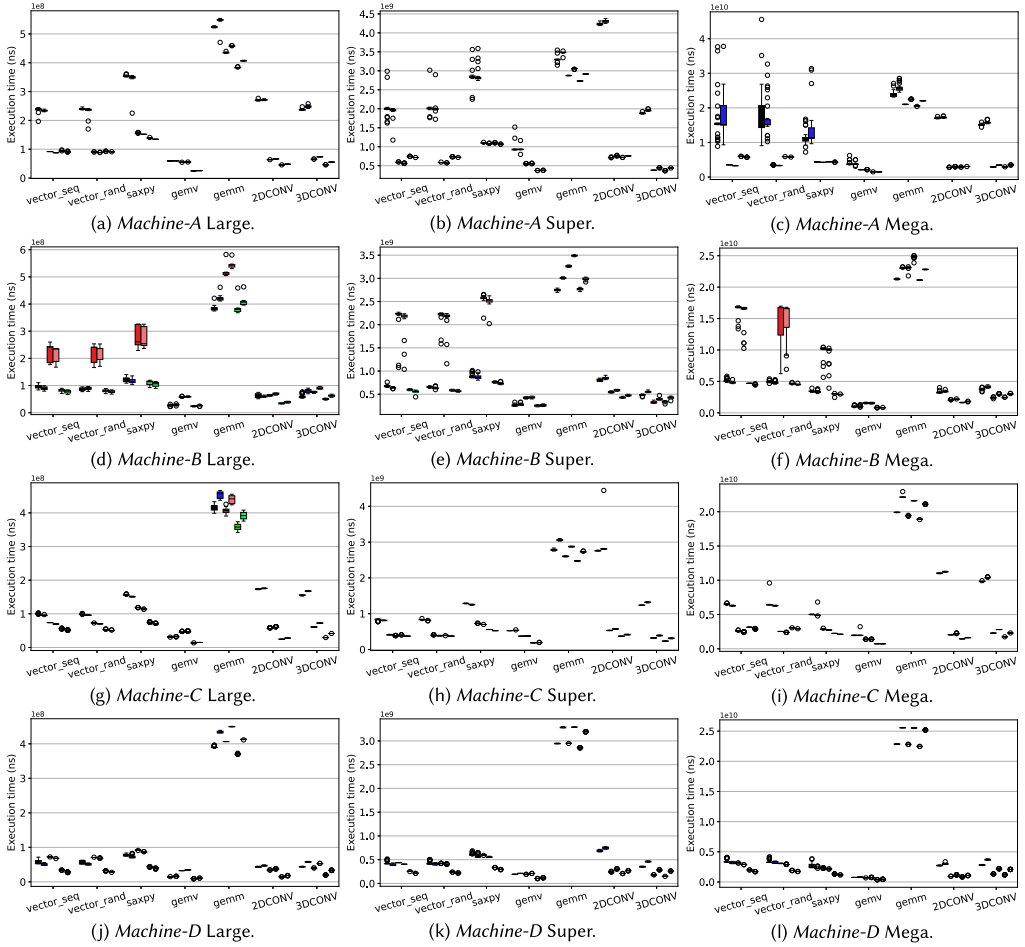 1e8
8
7
6
5
4
3
2
1
0
Execution time (ns)
vector_seq vector_rand saxpy gemv gemm 2DCONV 3DCONV
(a) Machine-A Large.
1e9
4.5
4.0
3.5
3.0
2.5
2.0
1.5
1.0
0.5
Execution time (ns)
vector_seq vector_rand saxpy gemv gemm 2DCONV 3DCONV
(b) Machine-A Super.
1e10
4
3
2
1
0
Execution time (ns)
vector_seq vector_rand saxpy gemv gemm 2DCONV 3DCONV
(c) Machine-A Mega.
1e8
6
5
4
3
2
1
0
Execution time (ns)
vector_seq vector_rand saxpy gemv gemm 2DCONV 3DCONV
(d) Machine-B Large.
1e9
3.5
3.0
2.5
2.0
1.5
1.0
0.5
Execution time (ns)
vector_seq vector_rand saxpy gemv gemm 2DCONV 3DCONV
(e) Machine-B Super.
1e10
2.5
2.0
1.5
1.0
0.5
0.0
Execution time (ns)
vector_seq vector_rand saxpy gemv gemm 2DCONV 3DCONV
(f) Machine-B Mega.
1e8
4
3
2
1
0
Execution time (ns)
vector_seq vector_rand saxpy gemv gemm 2DCONV 3DCONV
(g) Machine-C Large.
1e9
4
3
2
1
0
Execution time (ns)
vector_seq vector_rand saxpy gemv gemm 2DCONV 3DCONV
(h) Machine-C Super.
1e10
2.0
1.5
1.0
0.5
0.0
Execution time (ns)
vector_seq vector_rand saxpy gemv gemm 2DCONV 3DCONV
(i) Machine-C Mega.
1e8
4
3
2
1
0
Execution time (ns)
vector_seq vector_rand saxpy gemv gemm 2DCONV 3DCONV
(j) Machine-D Large.
1e9
3.0
2.5
2.0
1.5
1.0
0.5
0.0
Execution time (ns)
vector_seq vector_rand saxpy gemv gemm 2DCONV 3DCONV
(k) Machine-D Super.
1e10
2.5
2.0
1.5
1.0
0.5
0.0
Execution time (ns)
vector_seq vector_rand saxpy gemv gemm 2DCONV 3DCONV
(l) Machine-D Mega.